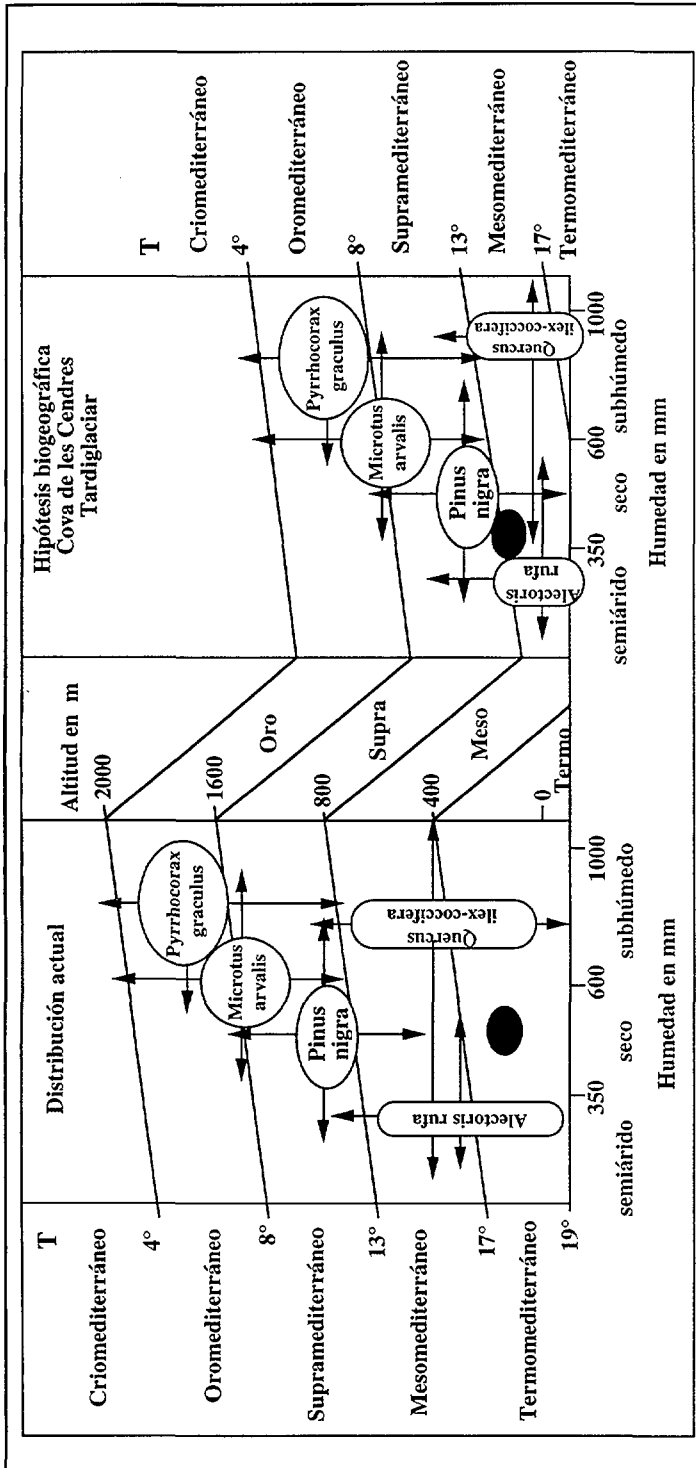 Distribución actual
T
Criomediterráneo
4°
Oromediterráneo
8°
Supramediterráneo
13°
Mesomediterráneo
17°
Termomediterráneo
19°
Pyrrhocorax
graculus
Microtus
arvalis
Pinus
nigra
Quercus
ilex-coccifera
Alectoris rufa
350
600
1000
semiárido
seco
subhúmedo
Humedad en mm
Altitud en m
2000
1600
800
400
0
Oro
Supra
Meso
Termo
Hipótesis biogeográfica
Cova de les Cendres
Tardiglaciar
Pyrrhocorax
graculus
Microtus
arvalis
Pinus
nigra
Quercus
ilex-coccifera
Alectoris
rufa
350
600
1000
semiárido
seco
subhúmedo
Humedad en mm
T
Criomediterráneo
4°
Oromediterráneo
8°
Supramediterráneo
13°
Mesomediterráneo
17°
Termomediterráneo